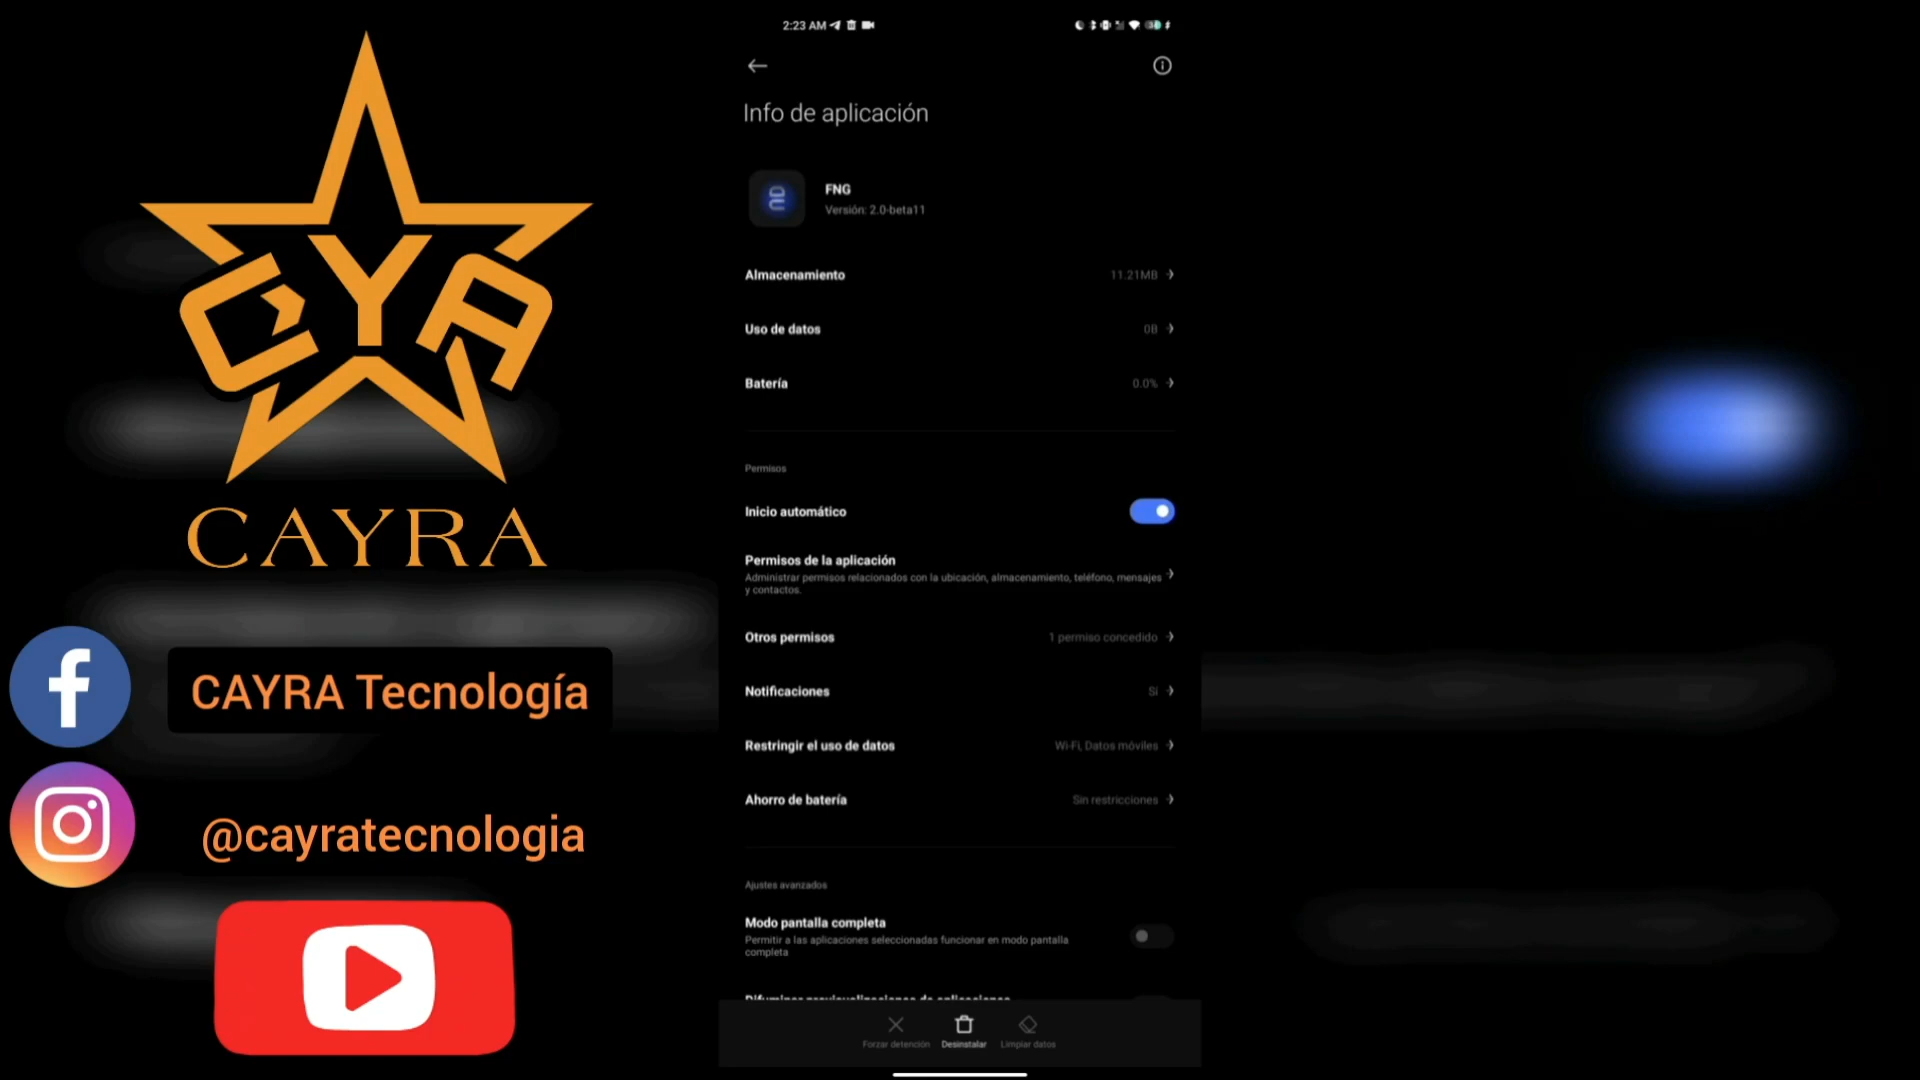 CYA
CAYRA
CAYRA Tecnología
@cayratecnologia
2:23 AM
Info de aplicación
FNG
Versión: 2.0-beta11
Almacenamiento 11.21MB
Uso de datos 0B
Batería 0.0%
Permisos
Inicio automático
Permisos de la aplicación
Administrar permisos relacionados con la ubicación, almacenamiento, teléfono, mensajes
y contactos.
Otros permisos 1 permiso concedido
Notificaciones Sí
Restringir el uso de datos Wi-Fi, Datos móviles
Ahorro de batería Sin restricciones
Ajustes avanzados
Modo pantalla completa
Permitir a las aplicaciones seleccionadas funcionar en modo pantalla
completa
Difuminar previsualizaciones de aplicaciones
Forzar detención Desinstalar Limpiar datos